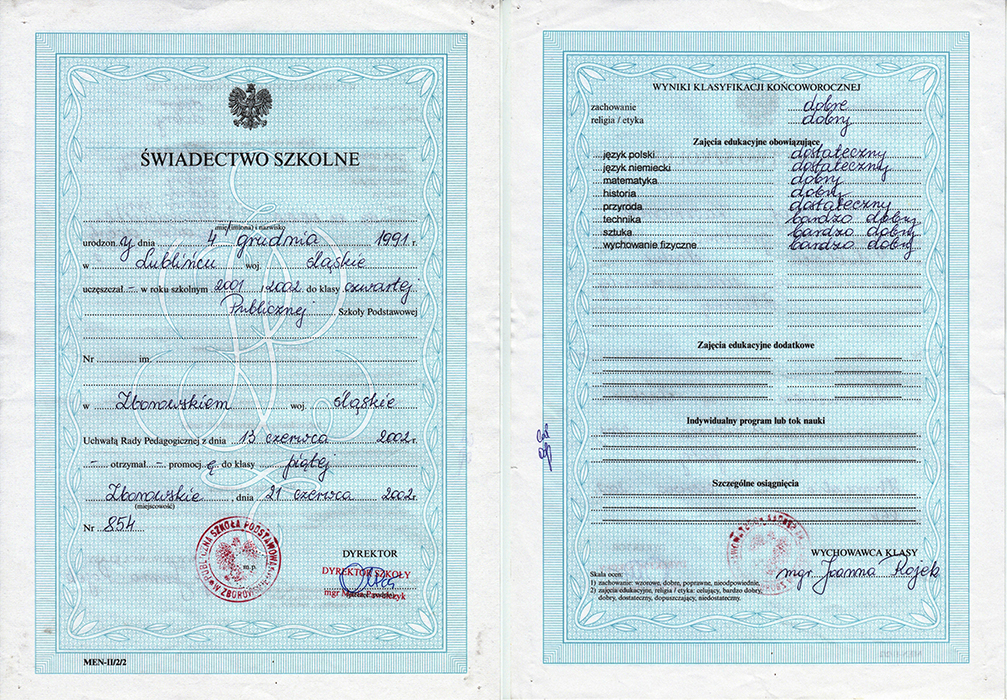 ŚWIADECTWO SZKOLNE
imię (imiona) i nazwisko
urodzony dnia 4 grudnia 1991 r.
w Lublińcu woj. śląskie
uczęszczał - w roku szkolnym 2001 / 2002 do klasy czwartej
Publicznej Szkoły Podstawowej
Nr im.
w Zborowskiem woj. śląskie
Uchwałą Rady Pedagogicznej z dnia 13 czerwca 2002 r.
- otrzymał - promocję do klasy piątej
Zborowskie, dnia 21 czerwca 2002 r.
(miejscowość)
Nr 854
PUBLICZNA SZKOŁA PODSTAWOWA W ZBOROWSKIEM
m.p.
DYREKTOR
DYREKTOR SZKOŁY
mgr
MEN-II/2/2
WYNIKI KLASYFIKACJI KOŃCOWOROCZNEJ
zachowanie dobre
religia / etyka dobry
Zajęcia edukacyjne obowiązujące
język polski dostateczny
język niemiecki dostateczny
matematyka dobry
historia dobry
przyroda dostateczny
technika bardzo dobry
sztuka bardzo dobry
wychowanie fizyczne bardzo dobry
Zajęcia edukacyjne dodatkowe
Indywidualny program lub tok nauki
Szczególne osiągnięcia
WYCHOWAWCA KLASY
mgr Joanna Rojek
Skala ocen:
1) zachowanie: wzorowe, dobre, poprawne, nieodpowiednie,
2) zajęcia edukacyjne, religia / etyka: celujący, bardzo dobry,
dobry, dostateczny, dopuszczający, niedostateczny.